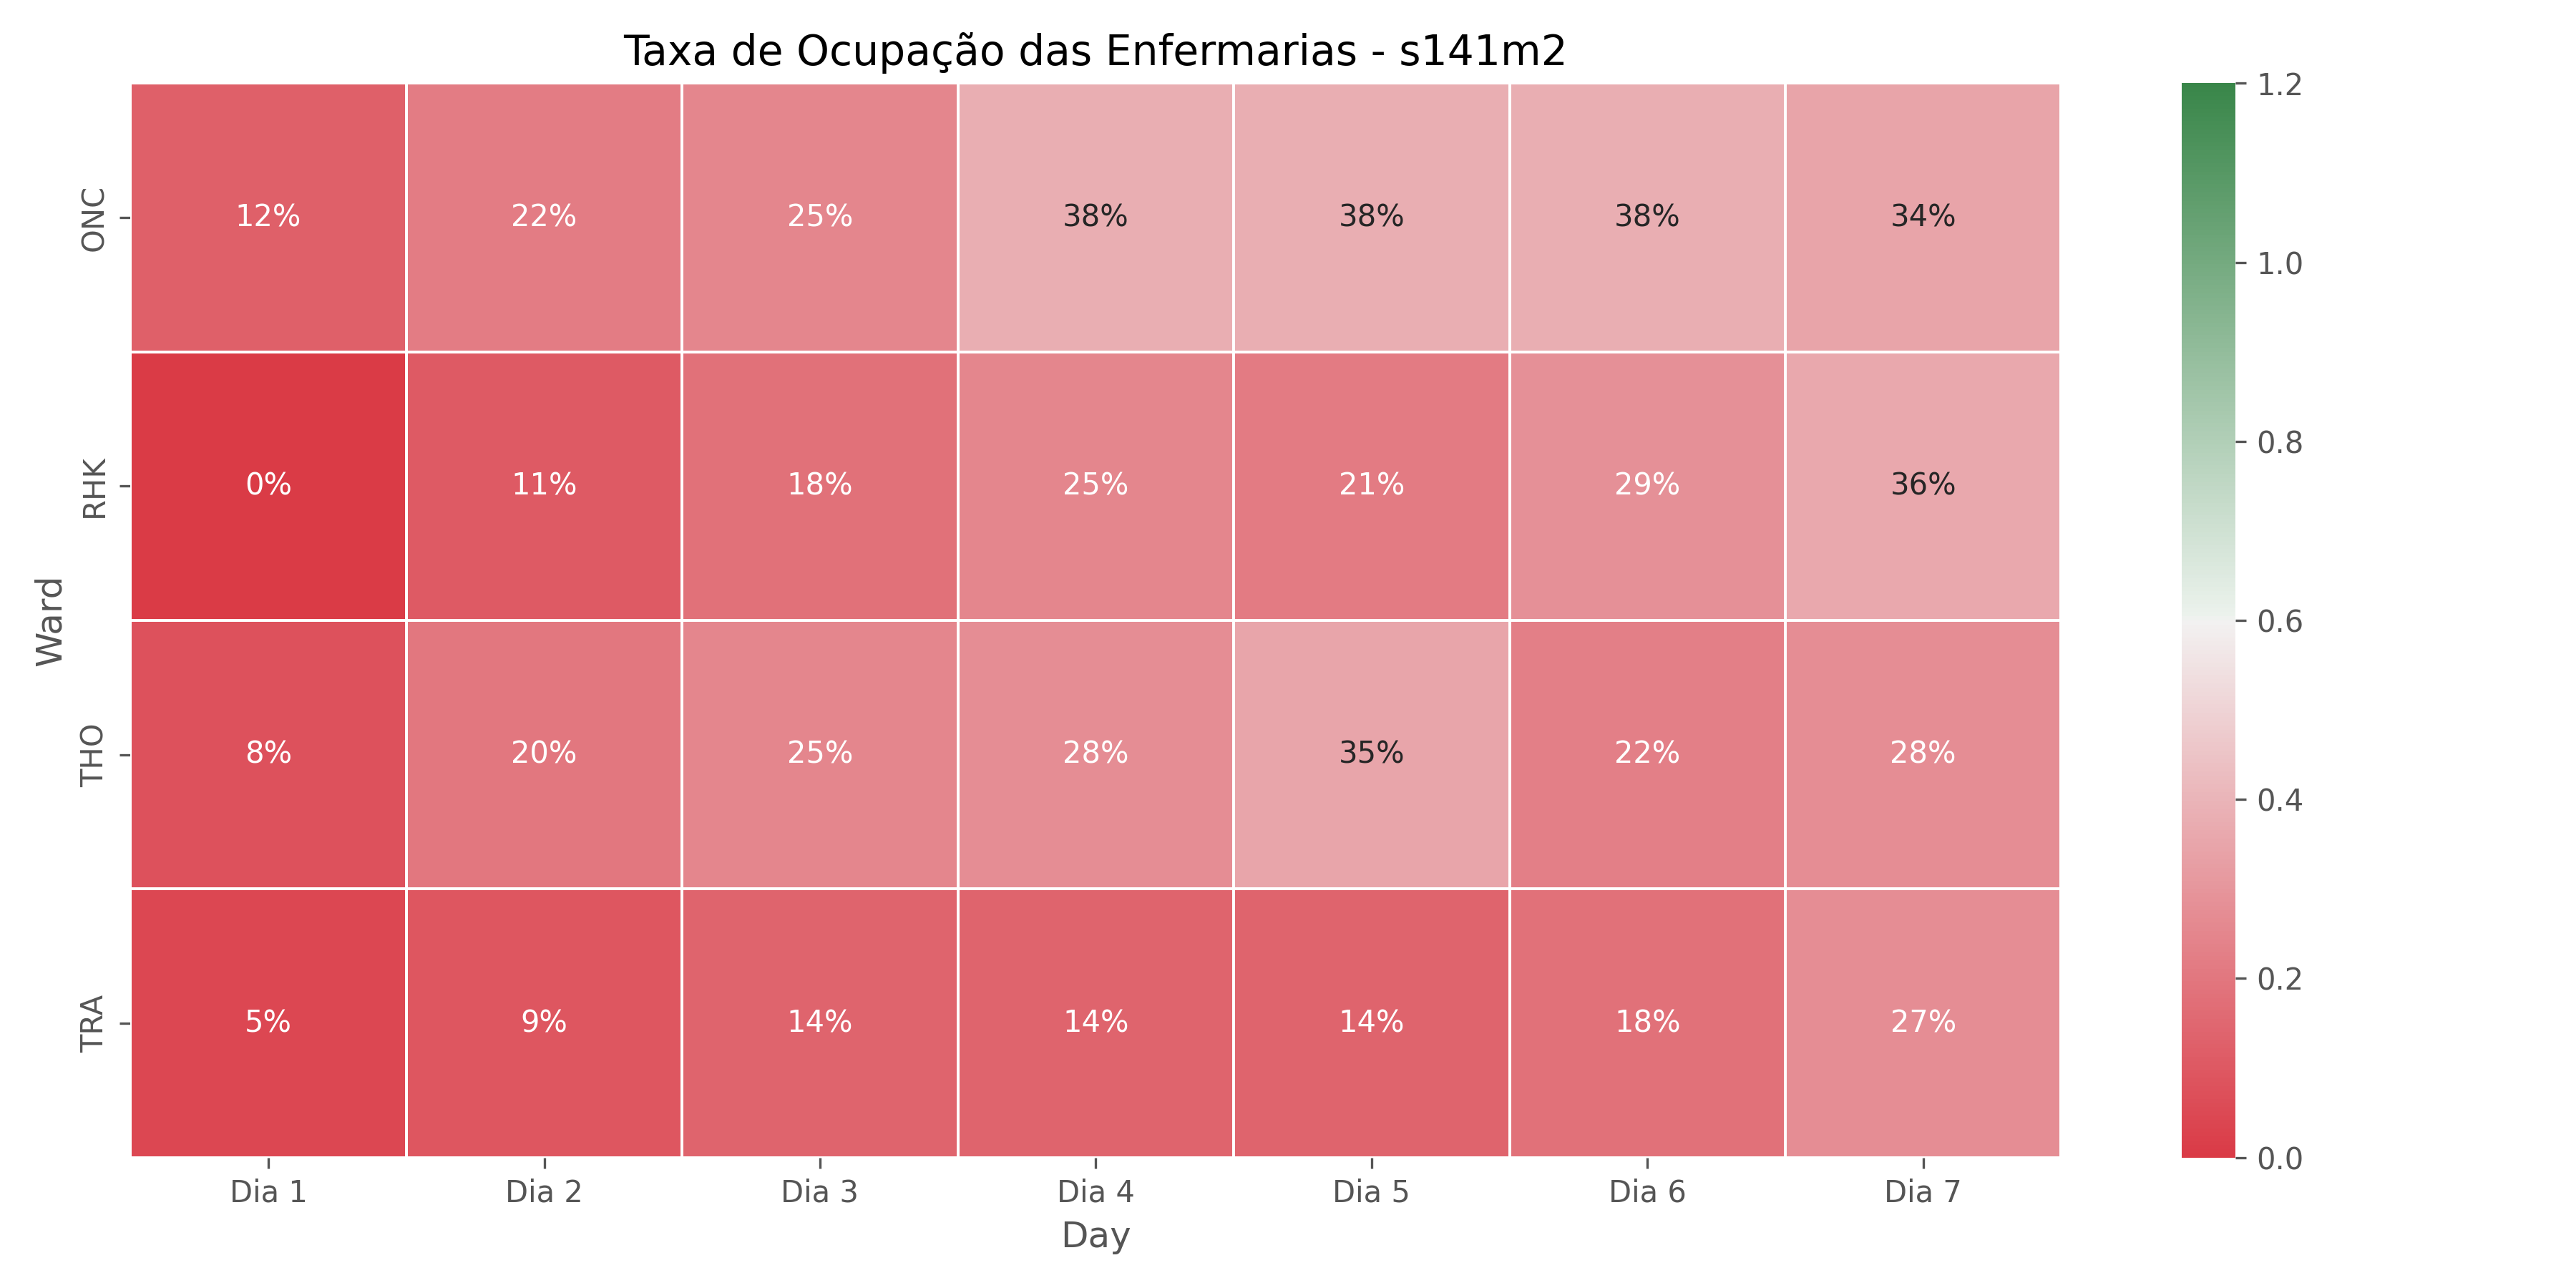 Taxa de Ocupação das Enfermarias - s141m2
Ward
ONC
12% 22% 25% 38% 38% 38% 34%
RHK
0% 11% 18% 25% 21% 29% 36%
THO
8% 20% 25% 28% 35% 22% 28%
TRA
5% 9% 14% 14% 14% 18% 27%
Dia 1 Dia 2 Dia 3 Dia 4 Dia 5 Dia 6 Dia 7
Day
1.2
1.0
0.8
0.6
0.4
0.2
0.0